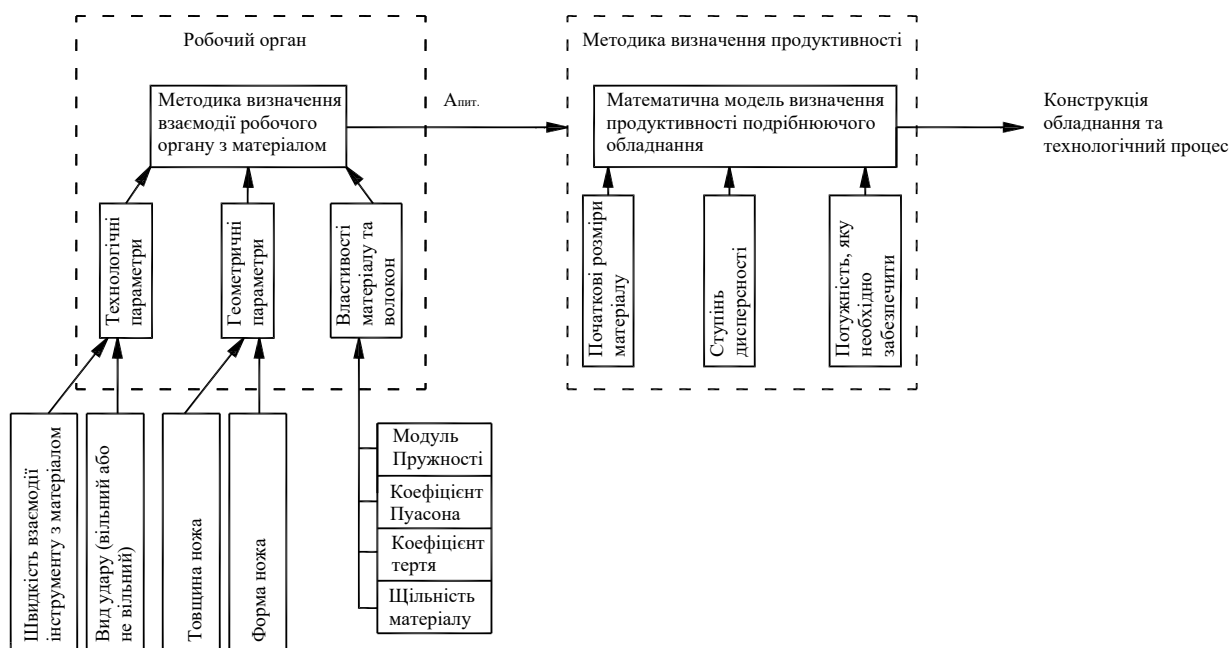 Робочий орган
Методика визначення
взаємодії робочого
органу з матеріалом
Aпит.
Технологічні
параметри
Геометричні
параметри
Властивості
матеріалу та
волокон
Швидкість взаємодії
інструменту з матеріалом
Вид удару (вільний або
не вільний)
Товщина ножа
Форма ножа
Модуль
Пружності
Коефіцієнт
Пуасона
Коефіцієнт
тертя
Щільність
матеріалу
Методика визначення продуктивності
Математична модель визначення
продуктивності подрібнюючого
обладнання
Початкові розміри
матеріалу
Ступінь
дисперсності
Потужність, яку
необхідно
забезпечити
Конструкція
обладнання та
технологічний процес